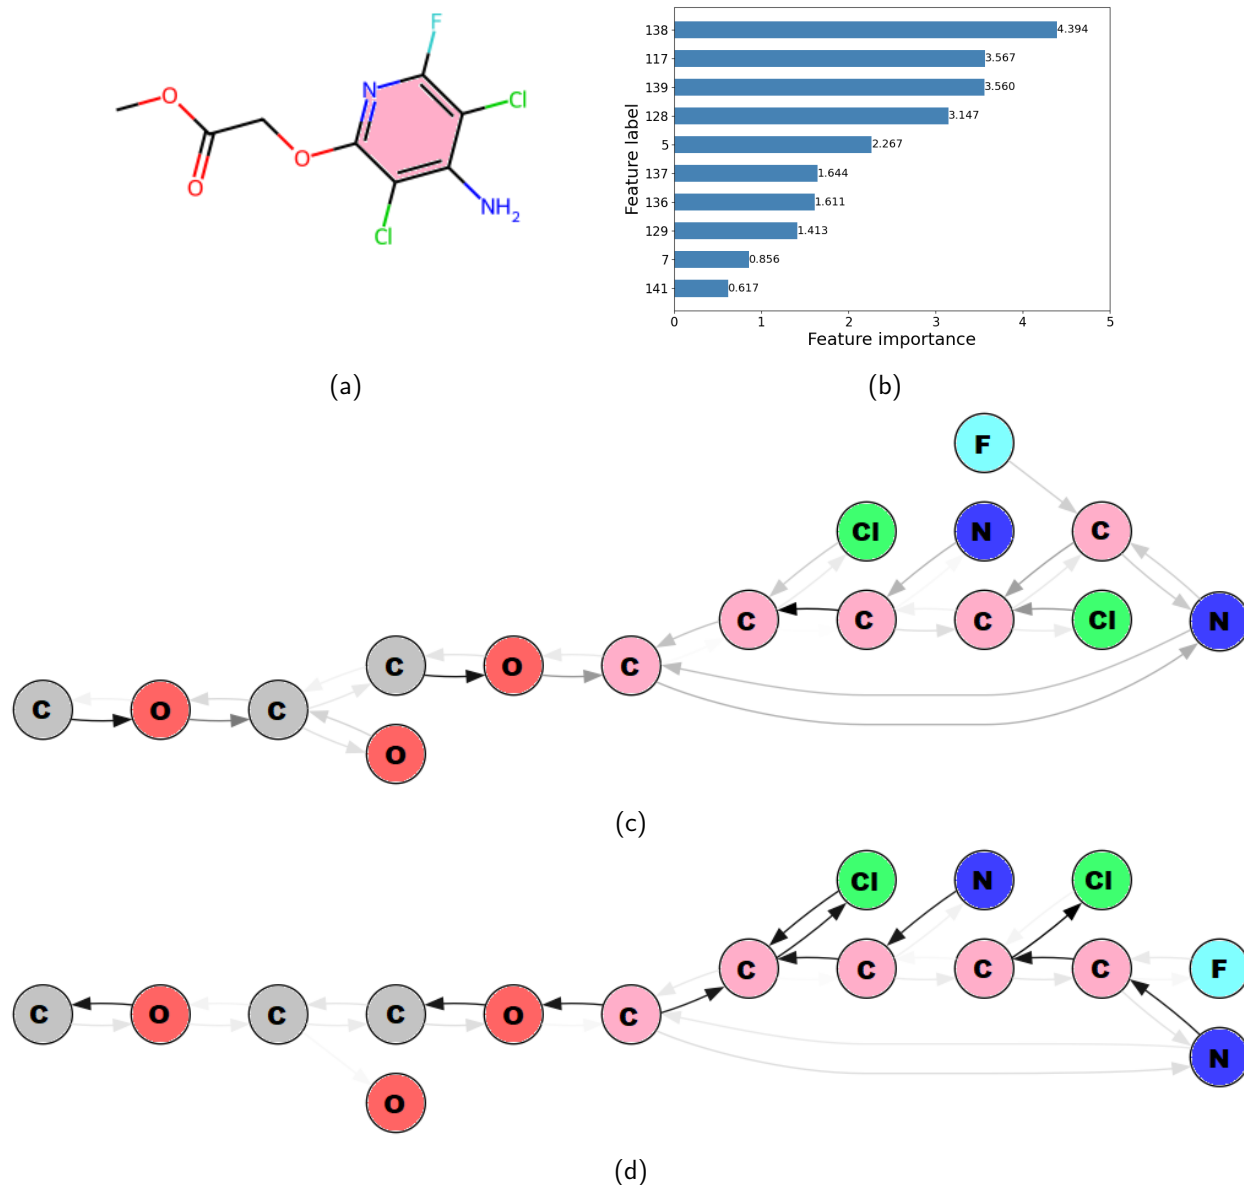 F
N
Cl
O
O
O
NH2
Cl
(a)
Feature label
138
4.394
117
3.567
139
3.560
128
3.147
5
2.267
137
1.644
136
1.611
129
1.413
7
0.856
141
0.617
0 1 2 3 4 5
Feature importance
(b)
F
Cl N C
C C C Cl N
C O C
C O C
O
(c)
Cl N Cl
C C C C F
C O C C O C
N
O
(d)